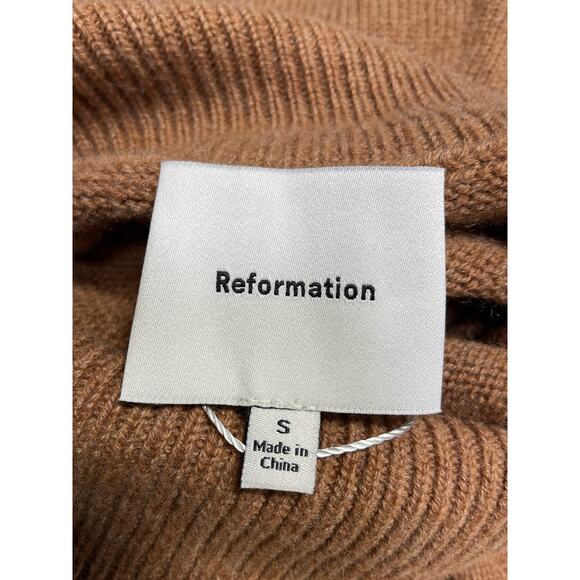 Reformation
S
Made in
China